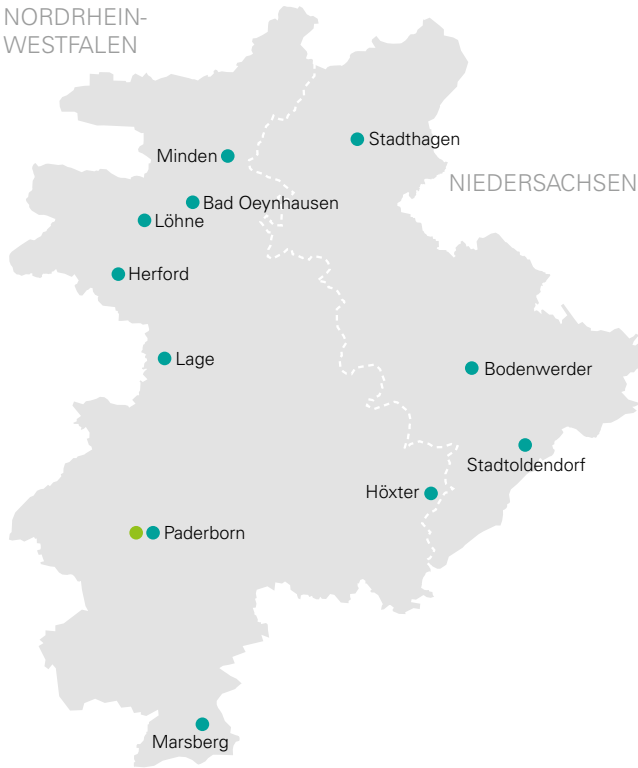 NORDRHEIN-
WESTFALEN
Stadthagen
Minden
NIEDERSACHSEN
Bad Oeynhausen
Löhne
Herford
Lage
Bodenwerder
Stadtoldendorf
Höxter
Paderborn
Marsberg